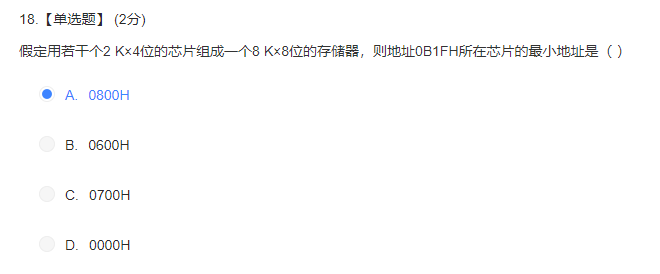 18.【单选题】 (2分)
假定用若干个2 K×4位的芯片组成一个8 K×8位的存储器，则地址0B1FH所在芯片的最小地址是（ ）
A. 0800H
B. 0600H
C. 0700H
D. 0000H